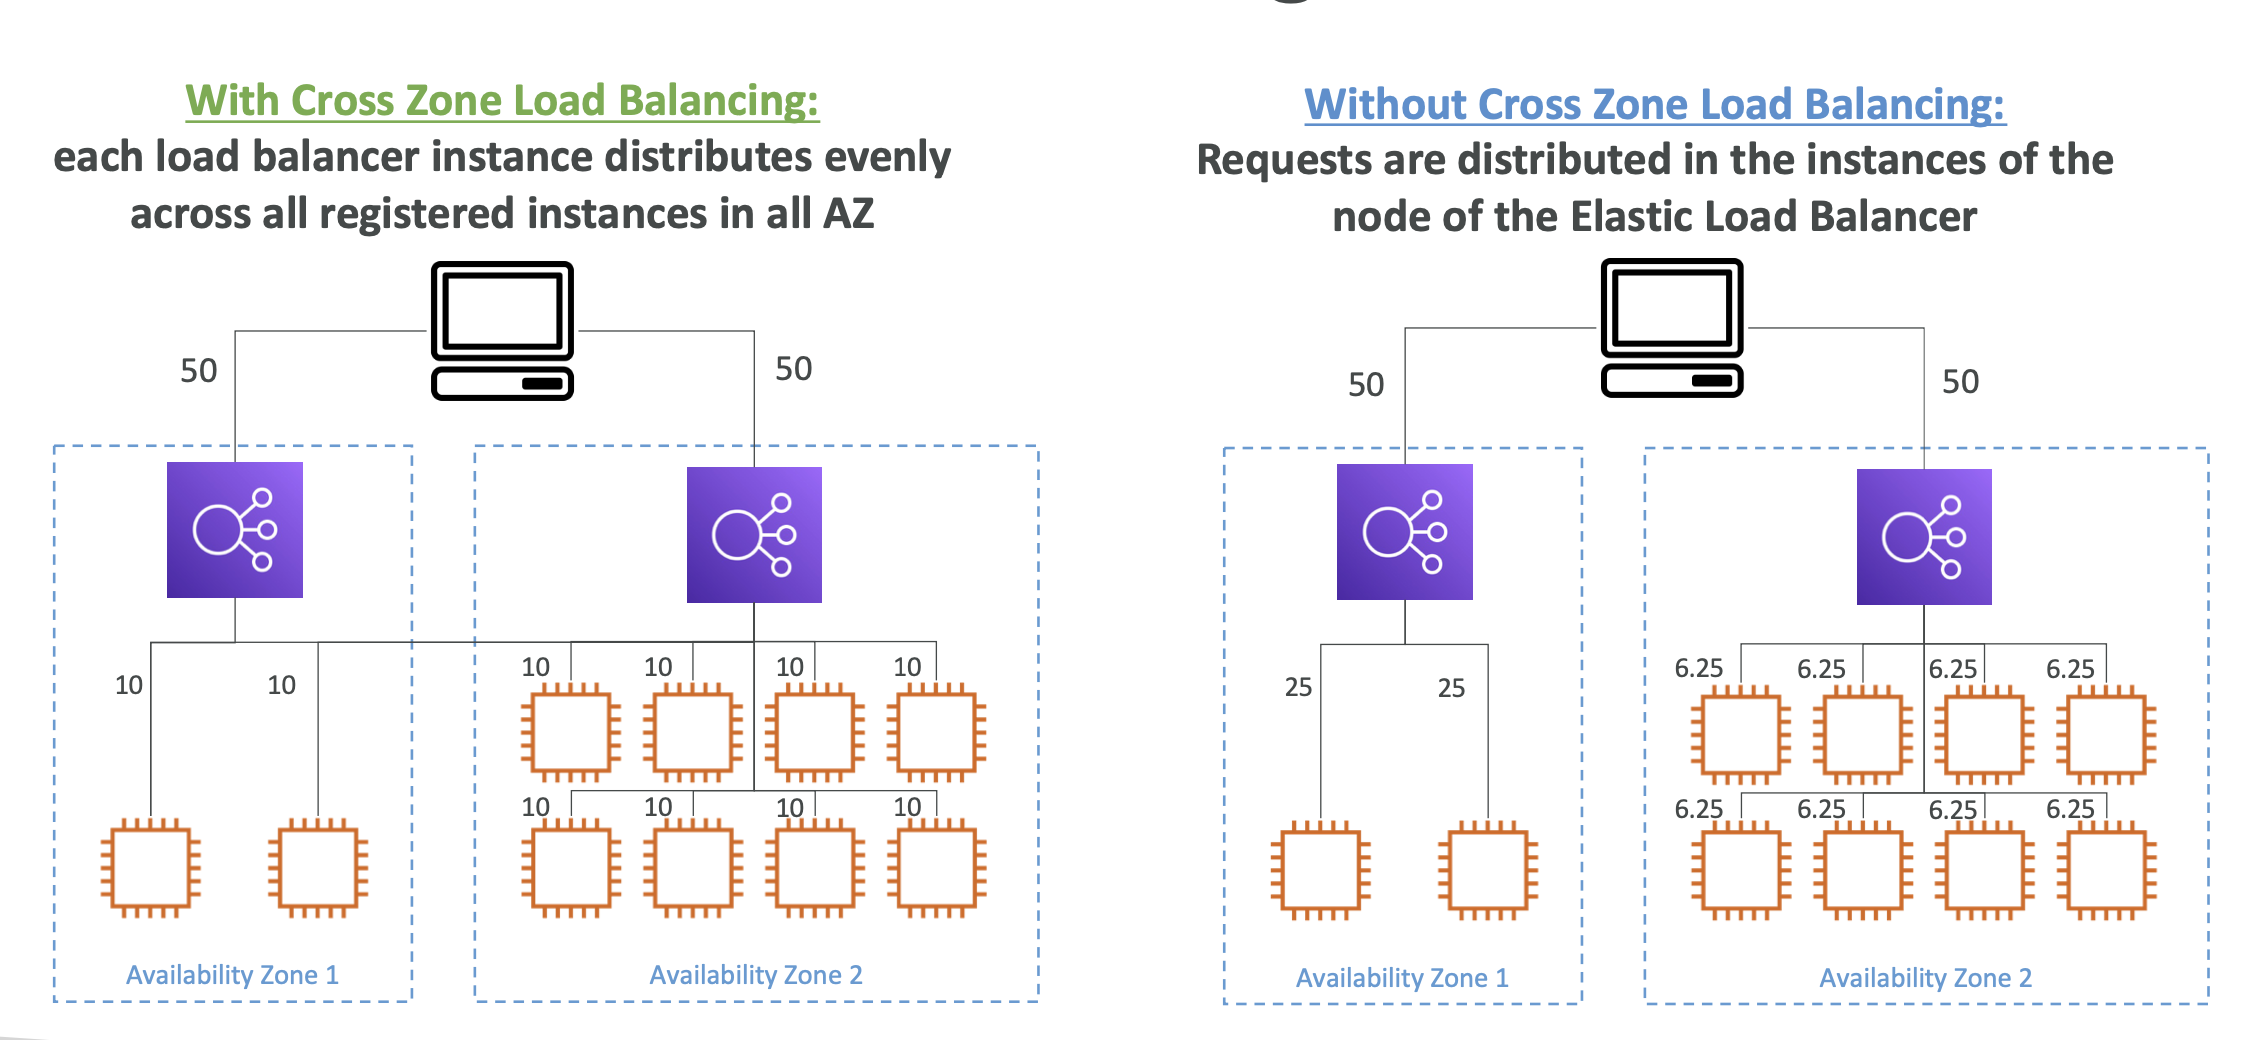 With Cross Zone Load Balancing:
each load balancer instance distributes evenly
across all registered instances in all AZ
50
50
10
10
10
10
10
10
10
10
10
10
Availability Zone 1
Availability Zone 2
Without Cross Zone Load Balancing:
Requests are distributed in the instances of the
node of the Elastic Load Balancer
50
50
25
25
6.25
6.25
6.25
6.25
6.25
6.25
6.25
6.25
Availability Zone 1
Availability Zone 2